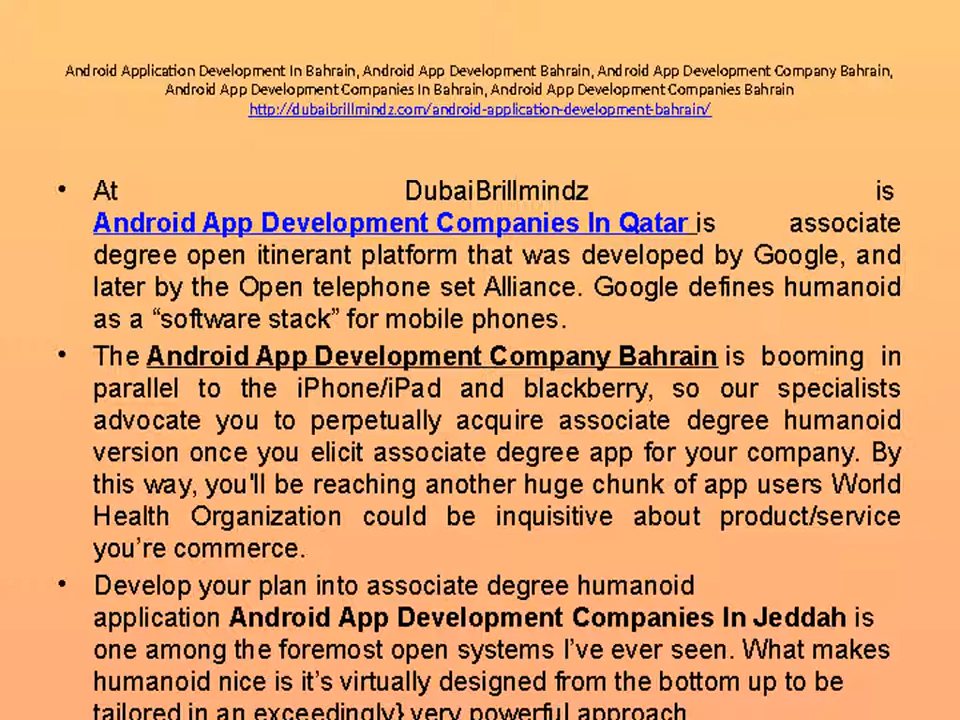 Android Application Development In Bahrain, Android App Development Bahrain, Android App Development Company Bahrain,
Android App Development Companies In Bahrain, Android App Development Companies Bahrain
http://dubaibrillmindz.com/android-application-development-bahrain/
• At DubaiBrillmindz is
Android App Development Companies In Qatar is associate
degree open itinerant platform that was developed by Google, and
later by the Open telephone set Alliance. Google defines humanoid
as a “software stack” for mobile phones.
• The Android App Development Company Bahrain is booming in
parallel to the iPhone/iPad and blackberry, so our specialists
advocate you to perpetually acquire associate degree humanoid
version once you elicit associate degree app for your company. By
this way, you'll be reaching another huge chunk of app users World
Health Organization could be inquisitive about product/service
you’re commerce.
• Develop your plan into associate degree humanoid
application Android App Development Companies In Jeddah is
one among the foremost open systems I’ve ever seen. What makes
humanoid nice is it’s virtually designed from the bottom up to be
tailored in an exceedingly} very powerful approach